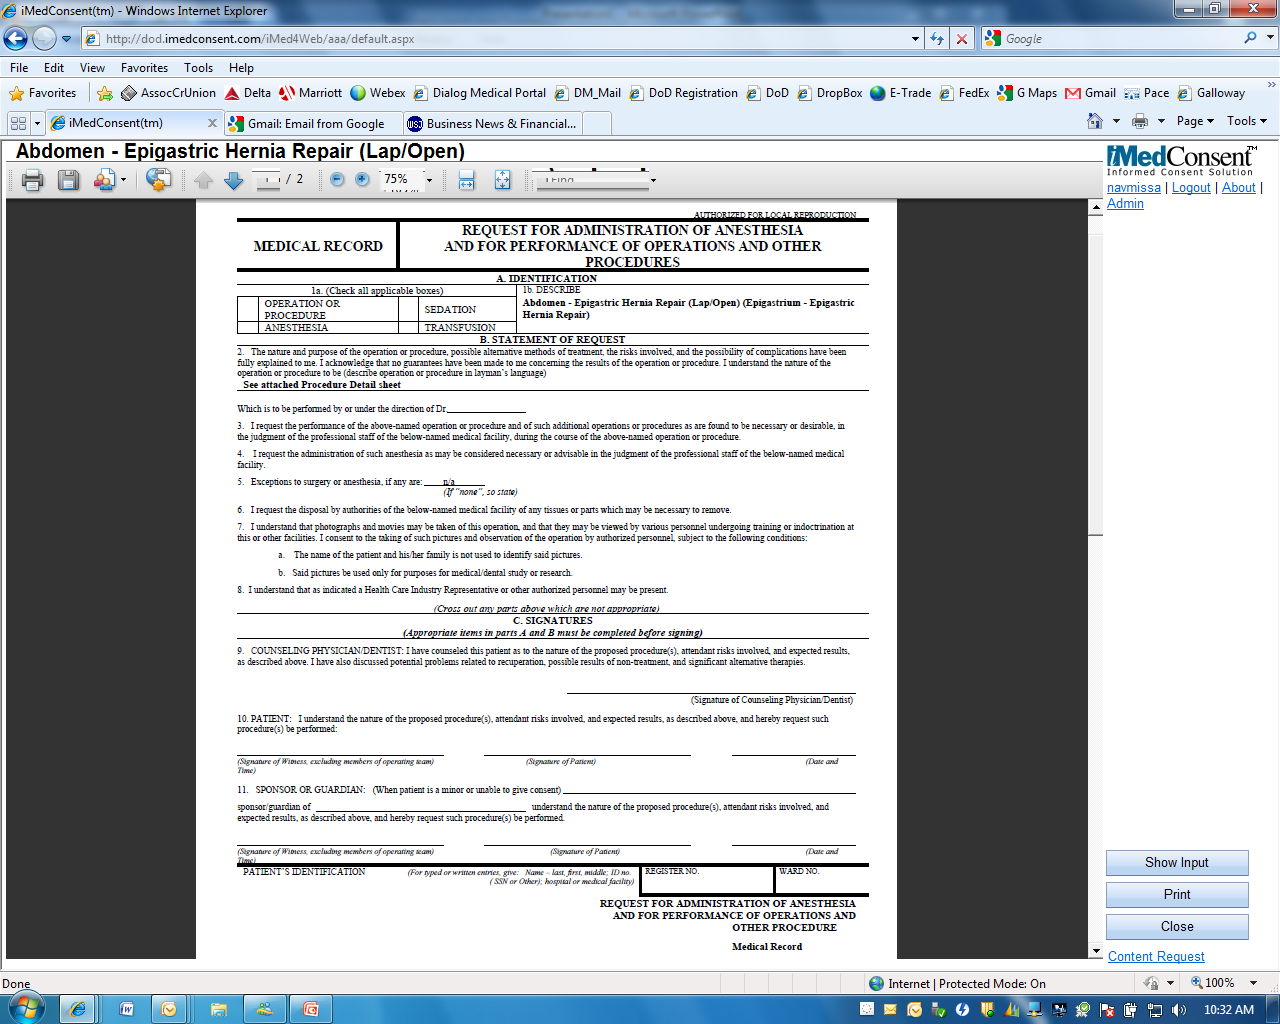 iMedConsent(tm) - Windows Internet Explorer
http://dod.imedconsent.com/iMed4Web/aaa/default.aspx
Google
File Edit View Favorites Tools Help
Favorites AssocCrUnion Delta Marriott Webex Dialog Medical Portal DM_Mail DoD Registration DoD DropBox E-Trade FedEx G Maps Gmail Pace Galloway
iMedConsent(tm) Gmail: Email from Google Business News & Financial... Page Tools
Abdomen - Epigastric Hernia Repair (Lap/Open)
/ 2 75%
iMedConsent™
Informed Consent Solution
navmissa | Logout | About |
Admin
AUTHORIZED FOR LOCAL REPRODUCTION
MEDICAL RECORD
REQUEST FOR ADMINISTRATION OF ANESTHESIA
AND FOR PERFORMANCE OF OPERATIONS AND OTHER
PROCEDURES
A. IDENTIFICATION
1a. (Check all applicable boxes)
OPERATION OR
PROCEDURE
SEDATION
ANESTHESIA
TRANSFUSION
1b. DESCRIBE
Abdomen - Epigastric Hernia Repair (Lap/Open) (Epigastrium - Epigastric
Hernia Repair)
B. STATEMENT OF REQUEST
2. The nature and purpose of the operation or procedure, possible alternative methods of treatment, the risks involved, and the possibility of complications have been
fully explained to me. I acknowledge that no guarantees have been made to me concerning the results of the operation or procedure. I understand the nature of the
operation or procedure to be (describe operation or procedure in layman's language)
See attached Procedure Detail sheet
Which is to be performed by or under the direction of Dr.
3. I request the performance of the above-named operation or procedure and of such additional operations or procedures as are found to be necessary or desirable, in
the judgment of the professional staff of the below-named medical facility, during the course of the above-named operation or procedure.
4. I request the administration of such anesthesia as may be considered necessary or advisable in the judgment of the professional staff of the below-named medical
facility.
5. Exceptions to surgery or anesthesia, if any are: n/a
(If "none", so state)
6. I request the disposal by authorities of the below-named medical facility of any tissues or parts which may be necessary to remove.
7. I understand that photographs and movies may be taken of this operation, and that they may be viewed by various personnel undergoing training or indoctrination at
this or other facilities. I consent to the taking of such pictures and observation of the operation by authorized personnel, subject to the following conditions:
a. The name of the patient and his/her family is not used to identify said pictures.
b. Said pictures be used only for purposes for medical/dental study or research.
8. I understand that as indicated a Health Care Industry Representative or other authorized personnel may be present.
(Cross out any parts above which are not appropriate)
C. SIGNATURES
(Appropriate items in parts A and B must be completed before signing)
9. COUNSELING PHYSICIAN/DENTIST: I have counseled this patient as to the nature of the proposed procedure(s), attendant risks involved, and expected results,
as described above. I have also discussed potential problems related to recuperation, possible results of non-treatment, and significant alternative therapies.
(Signature of Counseling Physician/Dentist)
10. PATIENT: I understand the nature of the proposed procedure(s), attendant risks involved, and expected results, as described above, and hereby request such
procedure(s) be performed:
(Signature of Witness, excluding members of operating team) (Signature of Patient) (Date and
Time)
11. SPONSOR OR GUARDIAN: (When patient is a minor or unable to give consent)
sponsor/guardian of understand the nature of the proposed procedure(s), attendant risks involved, and
expected results, as described above, and hereby request such procedure(s) be performed.
(Signature of Witness, excluding members of operating team) (Signature of Patient) (Date and
Time)
PATIENT'S IDENTIFICATION
(For typed or written entries, give: Name – last, first, middle; ID no.
( SSN or Other); hospital or medical facility)
REGISTER NO.
WARD NO.
REQUEST FOR ADMINISTRATION OF ANESTHESIA
AND FOR PERFORMANCE OF OPERATIONS AND
OTHER PROCEDURE
Medical Record
Show Input
Print
Close
Content Request
Done Internet | Protected Mode: On 100%
10:32 AM